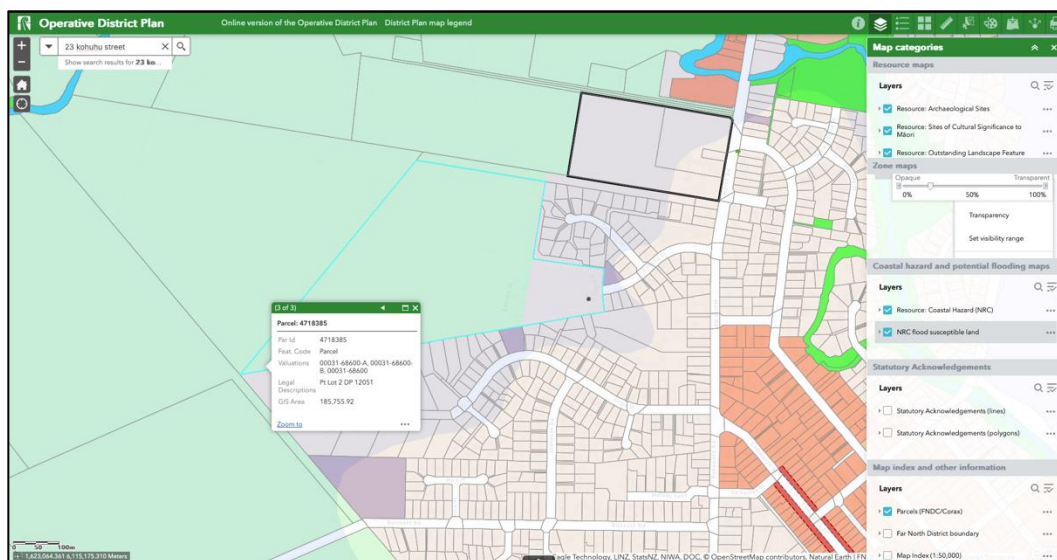 Operative District Plan
Online version of the Operative District Plan
District Plan map legend
23 kohuhu street
Show search results for 23 ko...
Map categories
Resource maps
Layers
Resource: Archaeological Sites
Resource: Sites of Cultural Significance to
Māori
Resource: Outstanding Landscape Feature
Zone maps
Opaque
Transparent
0%
50%
100%
Transparency
Set visibility range
Coastal hazard and potential flooding maps
Layers
Resource: Coastal Hazard (NRC)
NRC flood susceptible land
Statutory Acknowledgements
Layers
Statutory Acknowledgements (lines)
Statutory Acknowledgements (polygons)
Map index and other information
Layers
Parcels (FNDC/Corax)
Far North District boundary
Map Index (1:50,000)
(3 of 3)
Parcel: 4718385
Par Id 4718385
Feat. Code Parcel
Valuations 00031-68600-A, 00031-68600-
B, 00031-68600
Legal Descriptions Pt Lot 2 DP 12051
GIS Area 185,755.92
Zoom to
0 50 100m
1,623,064.361 6,115,175.310 Meters
agle Technology, LINZ, StatsNZ, NIWA, DOC, © OpenStreetMap contributors, Natural Earth | FN